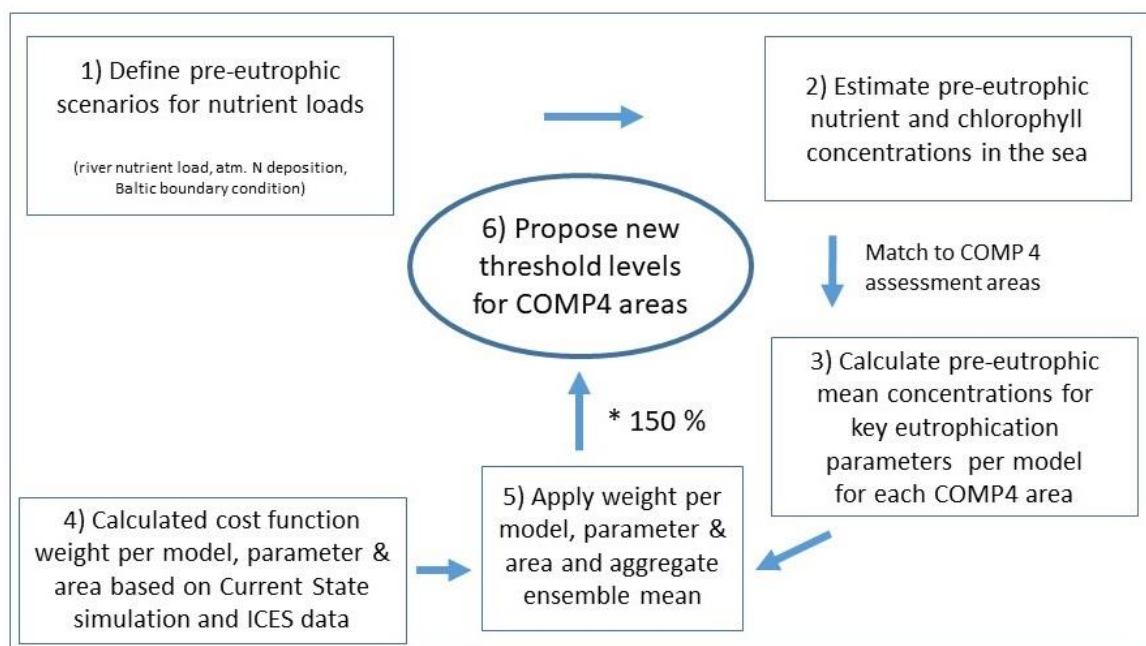 1) Define pre-eutrophic
scenarios for nutrient loads
(river nutrient load, atm. N deposition,
Baltic boundary condition)
2) Estimate pre-eutrophic
nutrient and chlorophyll
concentrations in the sea
Match to COMP 4
assessment areas
3) Calculate pre-eutrophic
mean concentrations for
key eutrophication
parameters per model
for each COMP4 area
4) Calculated cost function
weight per model, parameter &
area based on Current State
simulation and ICES data
5) Apply weight per
model, parameter &
area and aggregate
ensemble mean
* 150 %
6) Propose new
threshold levels
for COMP4 areas